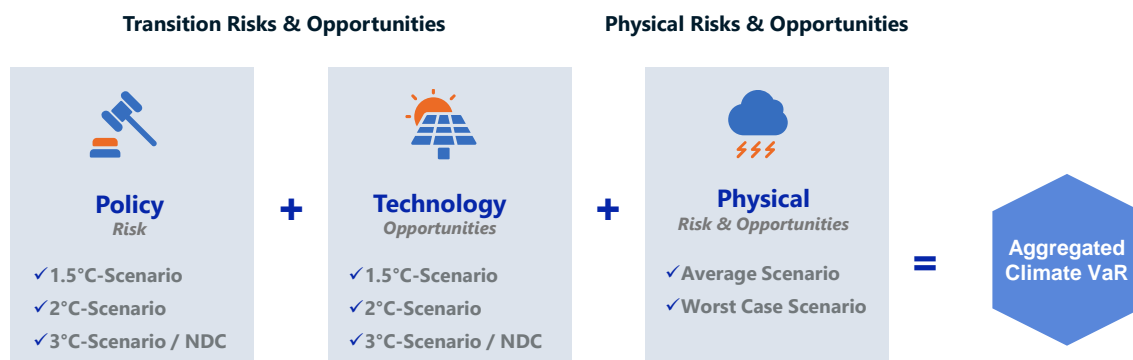 Transition Risks & Opportunities
Physical Risks & Opportunities
Policy
Risk
✓1.5°C-Scenario
✓2°C-Scenario
✓3°C-Scenario / NDC
+
Technology
Opportunities
✓1.5°C-Scenario
✓2°C-Scenario
✓3°C-Scenario / NDC
+
Physical
Risk & Opportunities
✓Average Scenario
✓Worst Case Scenario
=
Aggregated
Climate VaR